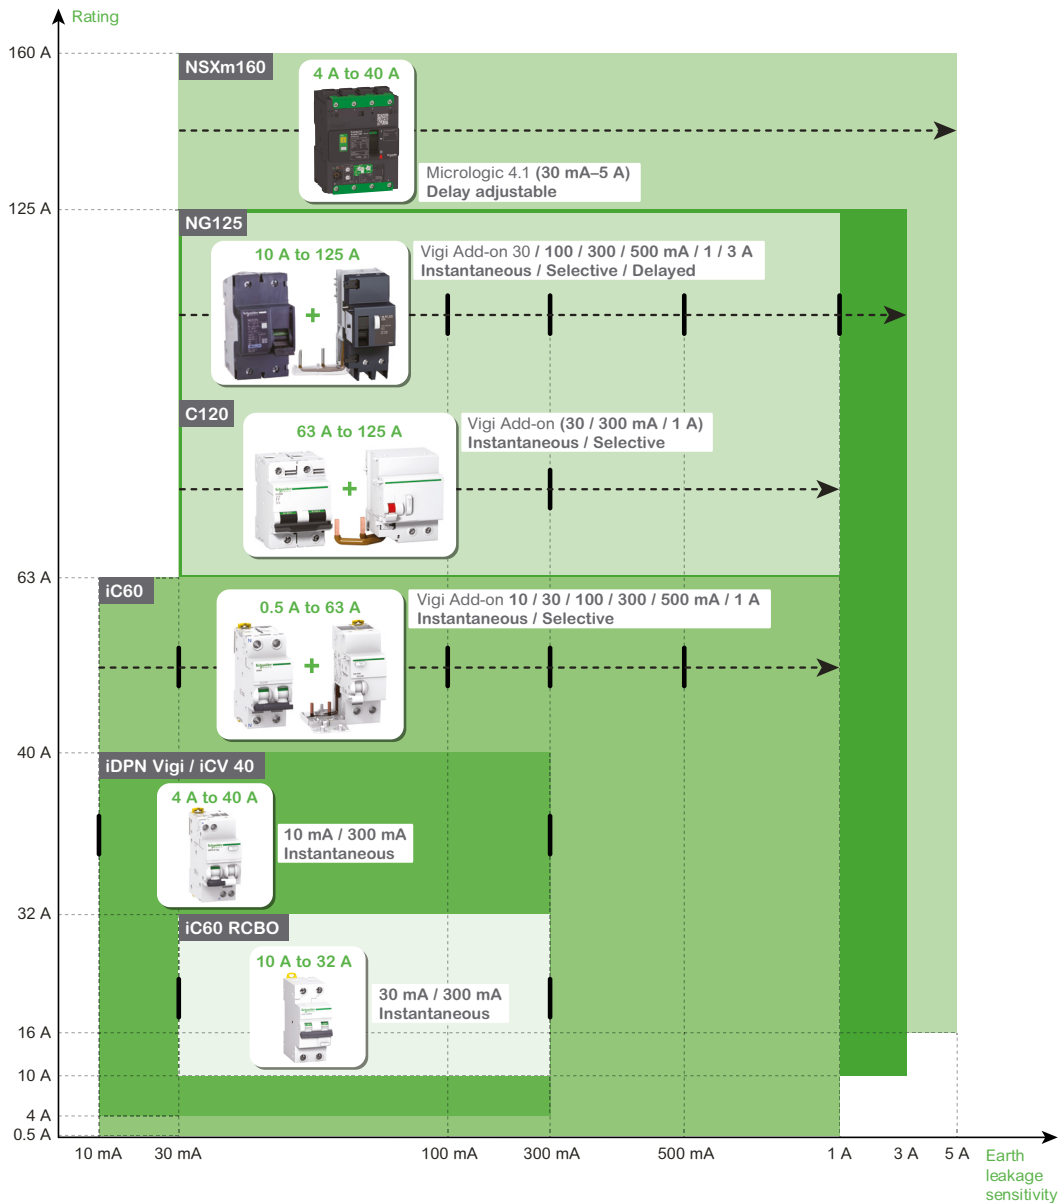 Rating
160 A
NSXm160
4 A to 40 A
Micrologic 4.1 (30 mA–5 A)
Delay adjustable
125 A
NG125
10 A to 125 A
Vigi Add-on 30 / 100 / 300 / 500 mA / 1 / 3 A
Instantaneous / Selective / Delayed
+
C120
63 A to 125 A
Vigi Add-on (30 / 300 mA / 1 A)
Instantaneous / Selective
Schneider
+
63 A
iC60
0.5 A to 63 A
Vigi Add-on 10 / 30 / 100 / 300 / 500 mA / 1 A
Instantaneous / Selective
N
Schneider
+
N
40 A
iDPN Vigi / iCV 40
4 A to 40 A
10 mA / 300 mA
Instantaneous
32 A
iC60 RCBO
10 A to 32 A
30 mA / 300 mA
Instantaneous
16 A
10 A
4 A
0.5 A
10 mA
30 mA
100 mA
300 mA
500 mA
1 A
3 A
5 A
Earth
leakage
sensitivity